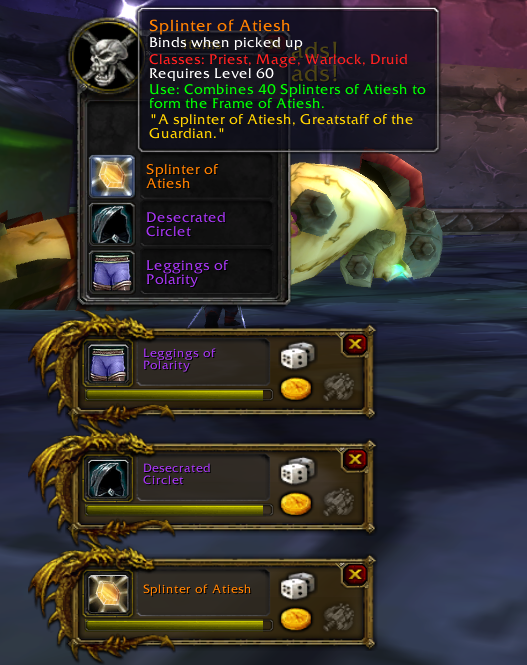 Splinter of Atiesh
Binds when picked up
ads!
Classes: Priest, Mage, Warlock, Druid
Requires Level 60
ads!
Use: Combines 40 Splinters of Atiesh to
form the Frame of Atiesh.
"A splinter of Atiesh, Greatstaff of the
Guardian."
Splinter of
Atiesh
Desecrated
Circlet
Leggings of
Polarity
Leggings of
Polarity
Desecrated
Circlet
Splinter of Atiesh